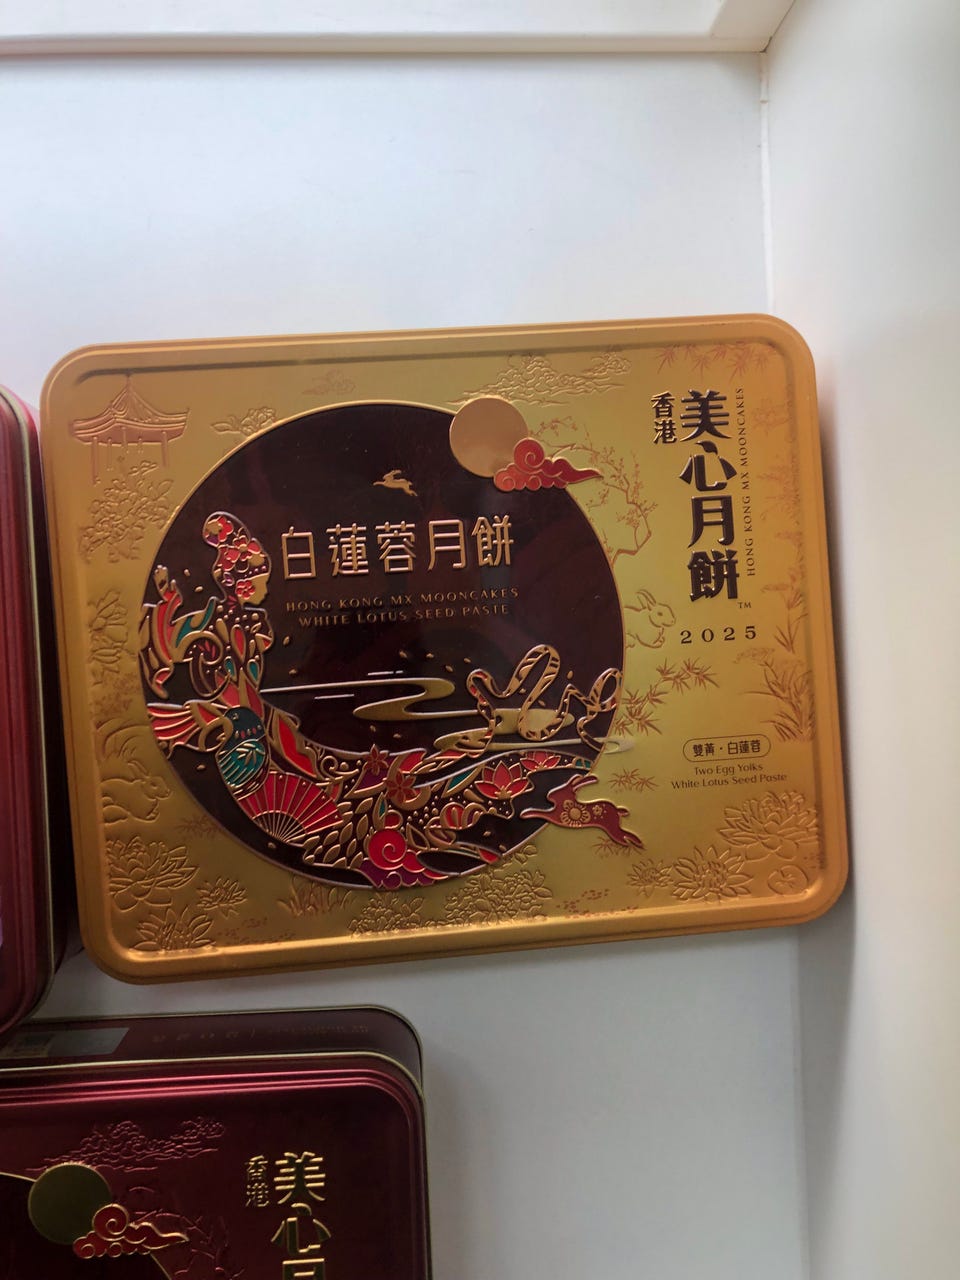 白蓮蓉月餅
HONG KONG MX MOONCAKES
WHITE LOTUS SEED PASTE
香港
美心月餅
HONG KONG MX MOONCAKES
TM
2025
雙黃·白蓮蓉
Two Egg Yolks
White Lotus Seed Paste
香港
美心月